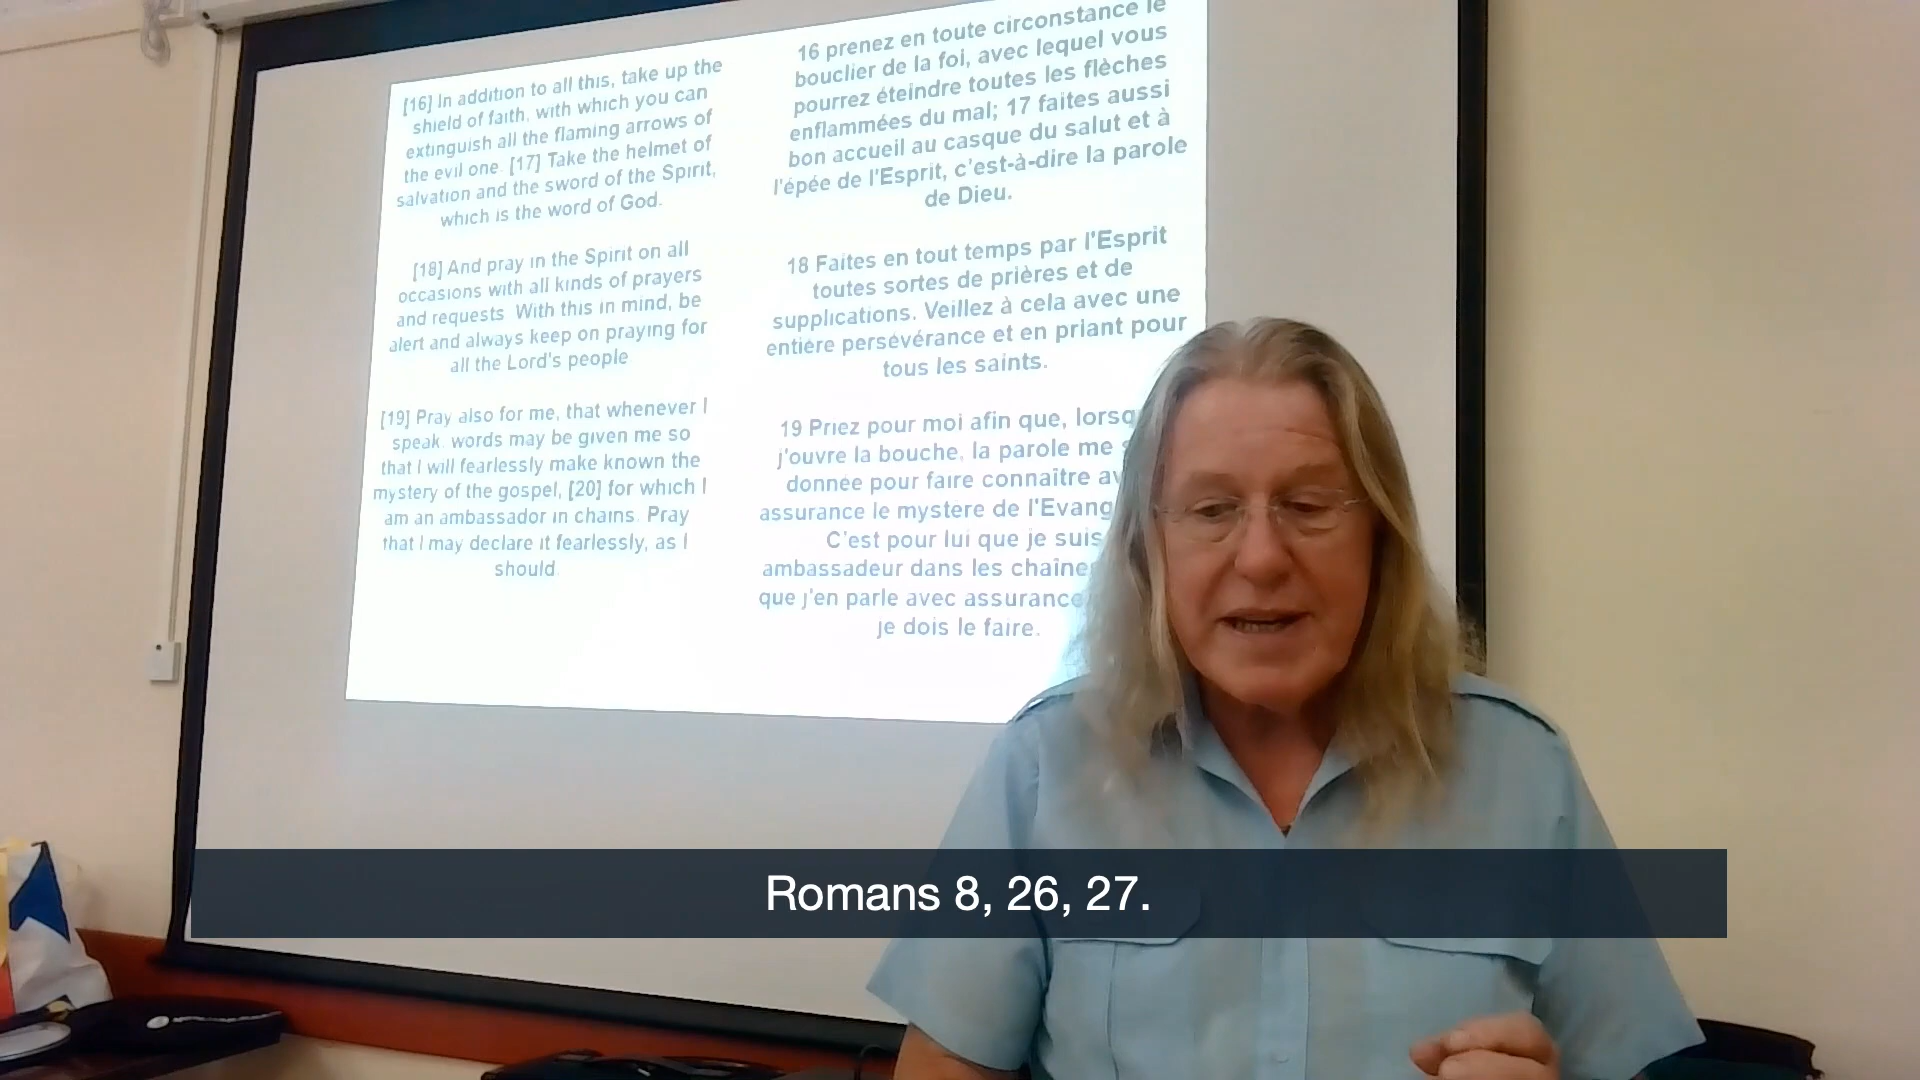 [16] In addition to all this, take up the
shield of faith, with which you can
extinguish all the flaming arrows of
the evil one. [17] Take the helmet of
salvation and the sword of the Spirit,
which is the word of God.
[18] And pray in the Spirit on all
occasions with all kinds of prayers
and requests. With this in mind, be
alert and always keep on praying for
all the Lord's people
[19] Pray also for me, that whenever I
speak, words may be given me so
that I will fearlessly make known the
mystery of the gospel, [20] for which I
am an ambassador in chains. Pray
that I may declare it fearlessly, as I
should
16 prenez en toute circonstance le
bouclier de la foi, avec lequel vous
pourrez éteindre toutes les flèches
enflammées du mal; 17 faites aussi
bon accueil au casque du salut et à
l'épée de l'Esprit, c'est-à-dire la parole
de Dieu.
18 Faites en tout temps par l'Esprit
toutes sortes de prières et de
supplications. Veillez à cela avec une
entière persévérance et en priant pour
tous les saints.
19 Priez pour moi afin que, lorsq
j'ouvre la bouche, la parole me
donnée pour faire connaître av
assurance le mystère de l'Evang
C'est pour lui que je suis
ambassadeur dans les chaîne
que j'en parle avec assurance
je dois le faire.
Romans 8, 26, 27.